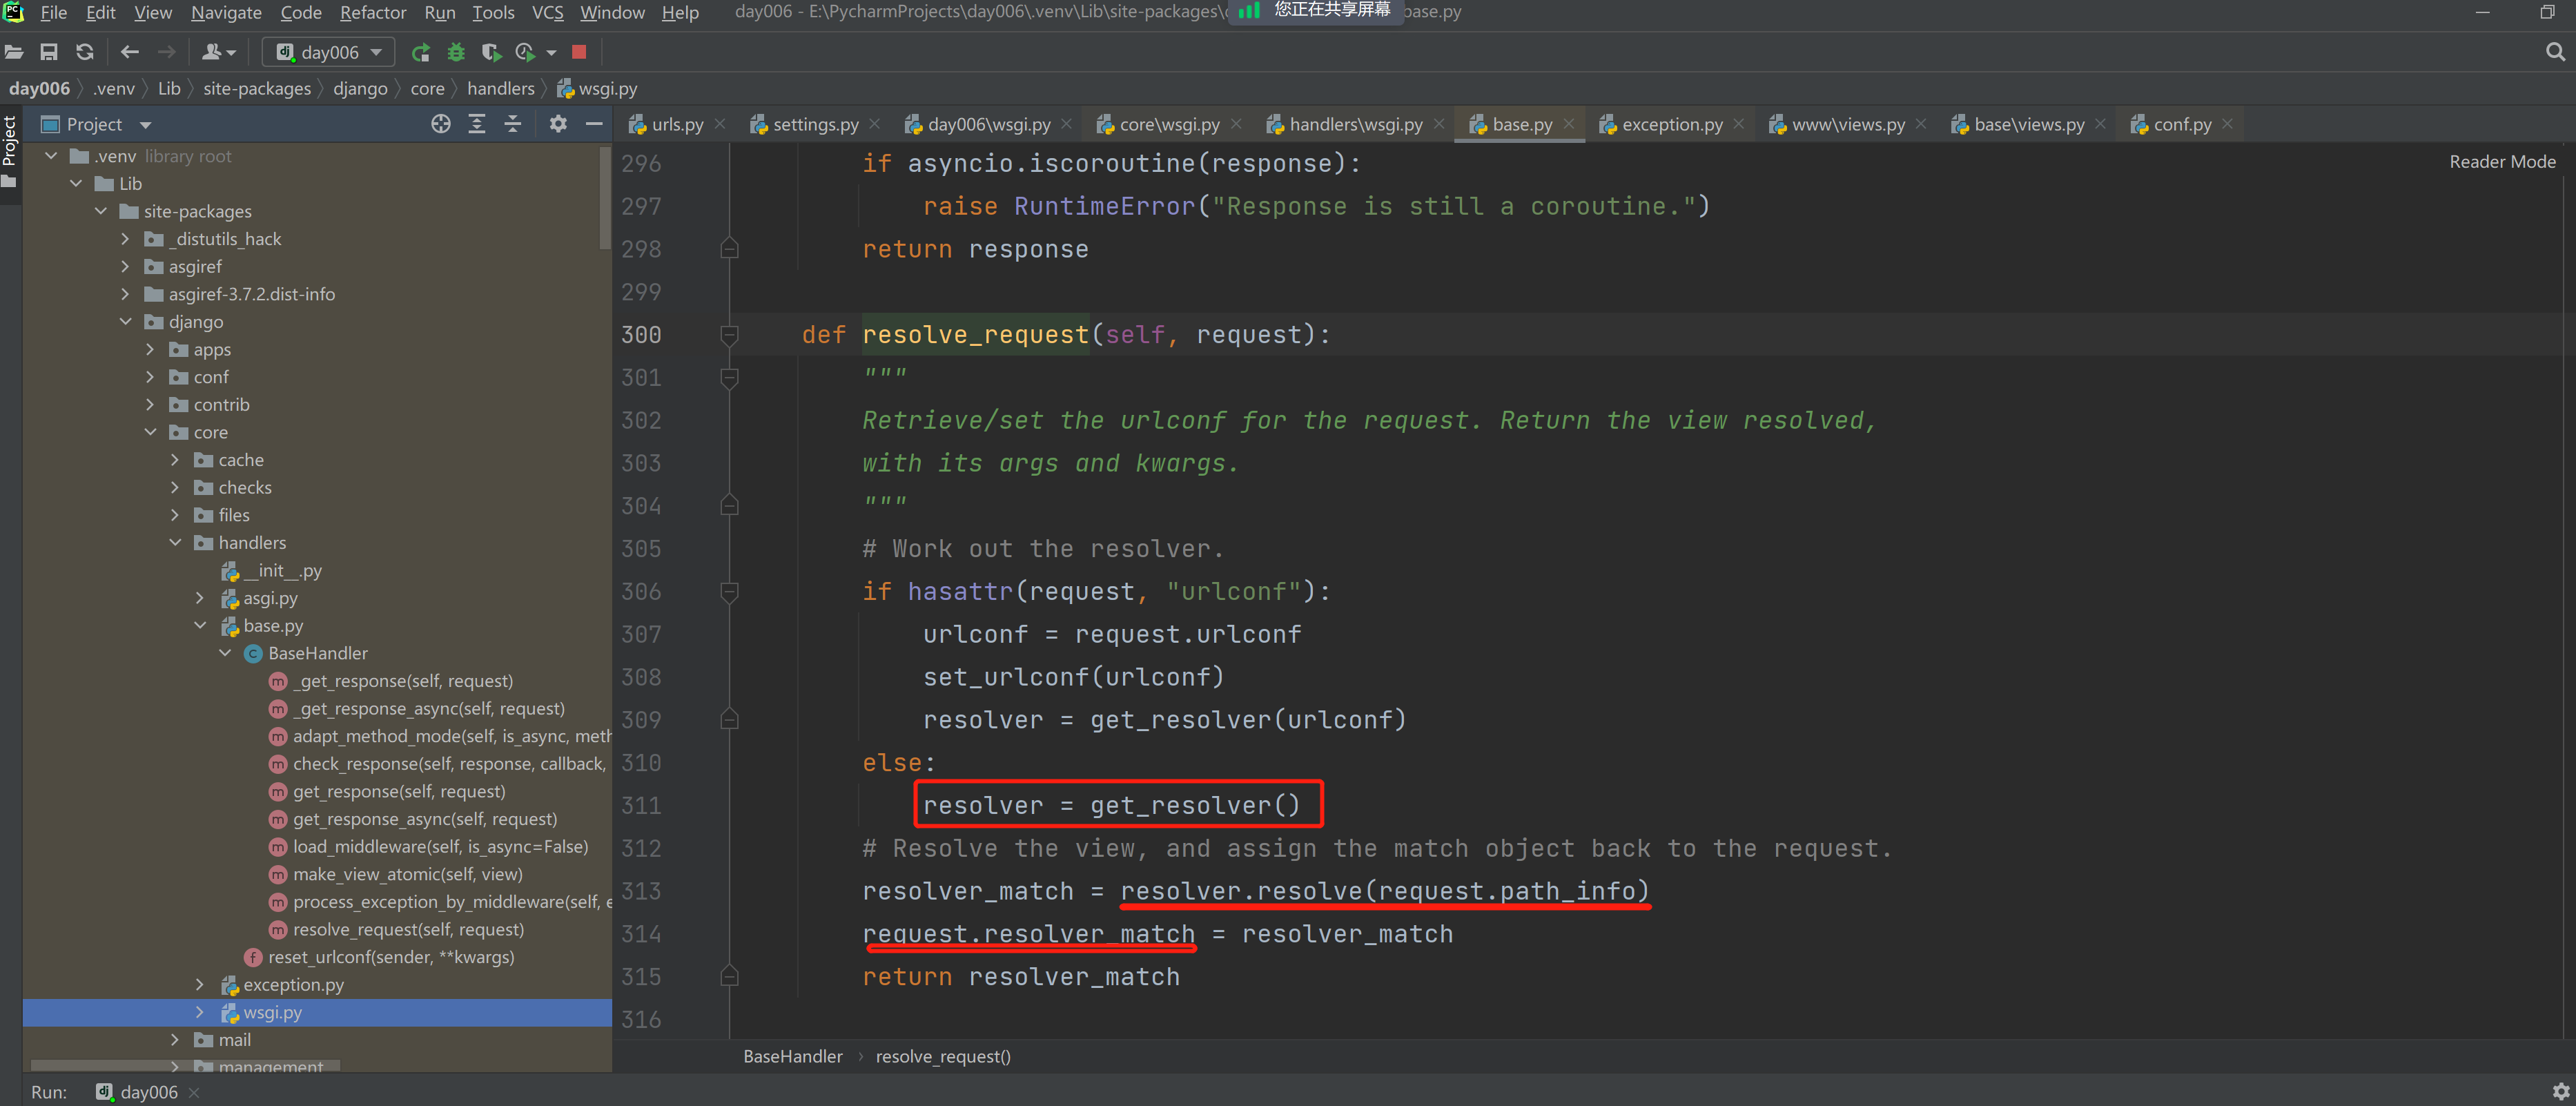 File Edit View Navigate Code Refactor Run Tools VCS Window Help day006 - E:\PycharmProjects\day006\.venv\Lib\site-packages\ 您正在共享屏幕 base.py
day006
day006 .venv Lib site-packages django core handlers wsgi.py
Project
Project
urls.py settings.py day006\wsgi.py core\wsgi.py handlers\wsgi.py base.py exception.py www\views.py base\views.py conf.py
Reader Mode
.venv library root
Lib
site-packages
_distutils_hack
asgiref
asgiref-3.7.2.dist-info
django
apps
conf
contrib
core
cache
checks
files
handlers
__init__.py
asgi.py
base.py
BaseHandler
_get_response(self, request)
_get_response_async(self, request)
adapt_method_mode(self, is_async, meth
check_response(self, response, callback,
get_response(self, request)
get_response_async(self, request)
load_middleware(self, is_async=False)
make_view_atomic(self, view)
process_exception_by_middleware(self, e
resolve_request(self, request)
reset_urlconf(sender, **kwargs)
exception.py
wsgi.py
mail
management
296 if asyncio.iscoroutine(response):
297 raise RuntimeError("Response is still a coroutine.")
298 return response
299
300 def resolve_request(self, request):
301 """
302 Retrieve/set the urlconf for the request. Return the view resolved,
303 with its args and kwargs.
304 """
305 # Work out the resolver.
306 if hasattr(request, "urlconf"):
307 urlconf = request.urlconf
308 set_urlconf(urlconf)
309 resolver = get_resolver(urlconf)
310 else:
311 resolver = get_resolver()
312 # Resolve the view, and assign the match object back to the request.
313 resolver_match = resolver.resolve(request.path_info)
314 request.resolver_match = resolver_match
315 return resolver_match
316
BaseHandler › resolve_request()
Run: day006